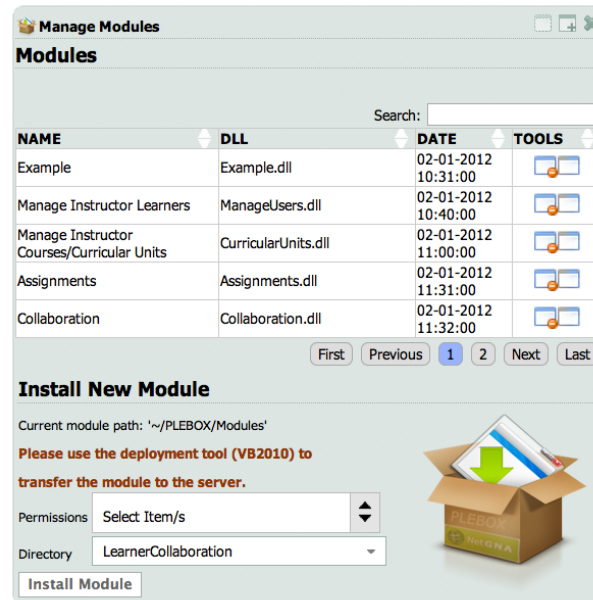 Manage Modules
Modules
Search:
NAME DLL DATE TOOLS
Example Example.dll 02-01-2012
10:31:00
Manage Instructor Learners ManageUsers.dll 02-01-2012
10:40:00
Manage Instructor
Courses/Curricular Units CurricularUnits.dll 02-01-2012
11:00:00
Assignments Assignments.dll 02-01-2012
11:31:00
Collaboration Collaboration.dll 02-01-2012
11:32:00
First Previous 1 2 Next Last
Install New Module
Current module path: '~/PLEBOX/Modules'
Please use the deployment tool (VB2010) to
transfer the module to the server.
Permissions Select Item/s
Directory LearnerCollaboration
Install Module
PLEBOX
NetGNA